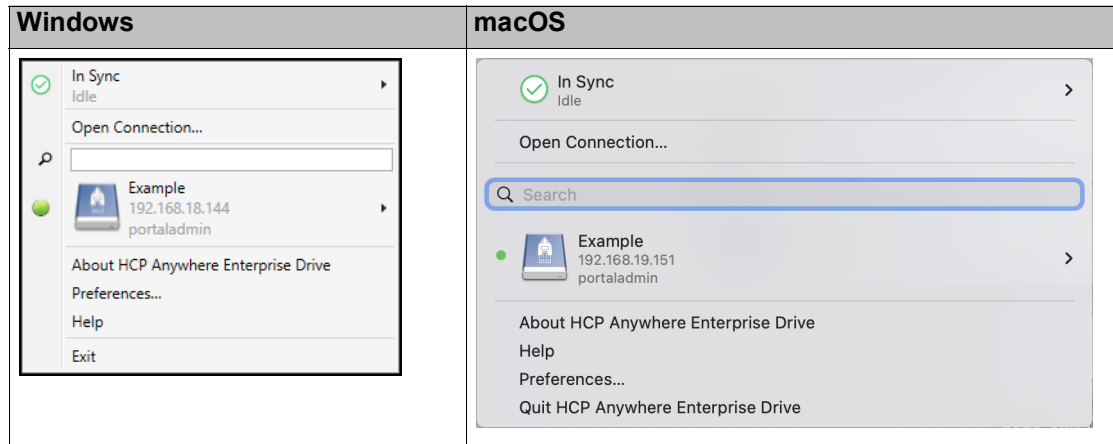 Windows
macOS
In Sync
Idle
Open Connection...
Example
192.168.18.144
portaladmin
About HCP Anywhere Enterprise Drive
Preferences...
Help
Exit
In Sync
Idle
Open Connection...
Search
Example
192.168.19.151
portaladmin
About HCP Anywhere Enterprise Drive
Help
Preferences...
Quit HCP Anywhere Enterprise Drive